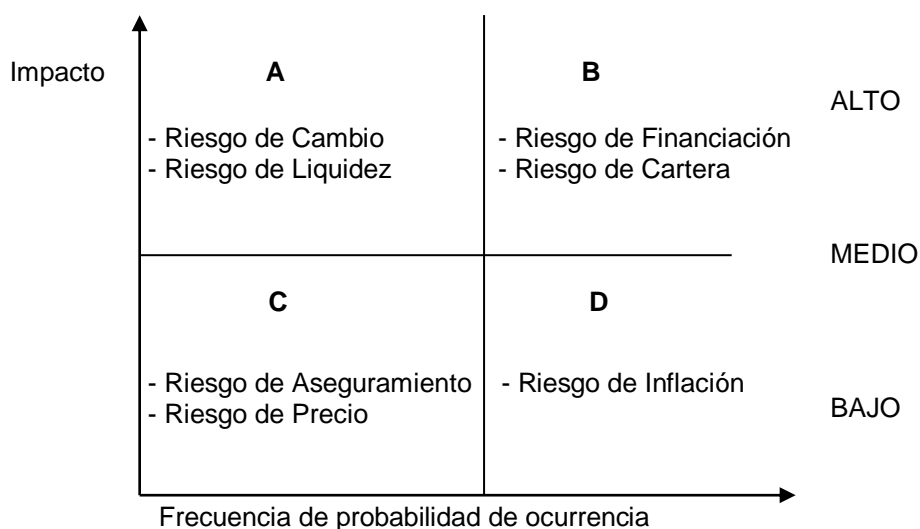 Impacto
A
B
ALTO
- Riesgo de Cambio
- Riesgo de Liquidez
- Riesgo de Financiación
- Riesgo de Cartera
MEDIO
C
D
- Riesgo de Aseguramiento
- Riesgo de Precio
- Riesgo de Inflación
BAJO
Frecuencia de probabilidad de ocurrencia